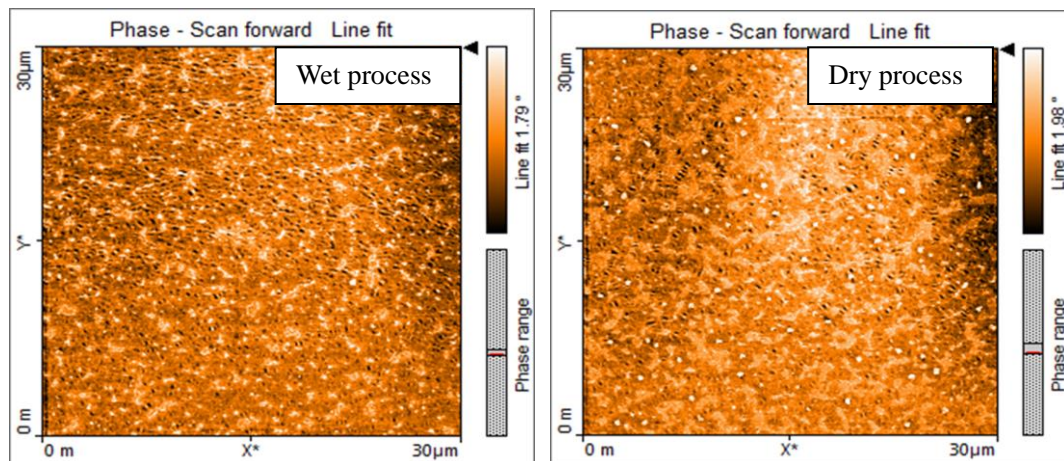 Phase - Scan forward Line fit
Wet process
30µm
Y*
0 m
0 m
X*
30µm
Line fit 1.79 °
Phase range
Phase - Scan forward Line fit
Dry process
30µm
Y*
0 m
0 m
X*
30µm
Line fit 1.98 °
Phase range